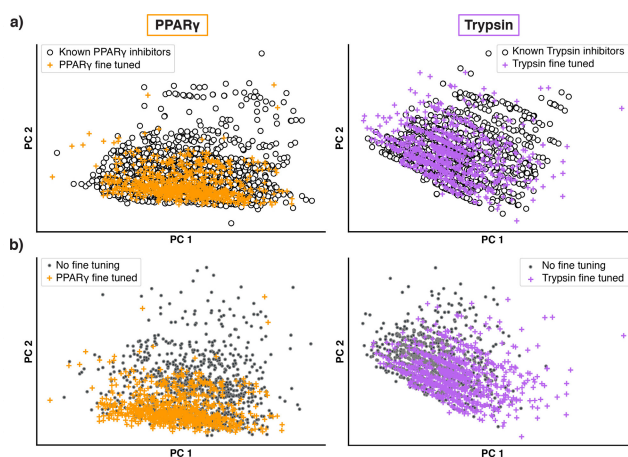 a)
PPARγ
Trypsin
Known PPARγ inhibitors
PPARγ fine tuned
Known Trypsin inhibitors
Trypsin fine tuned
PC 2
PC 2
PC 1
PC 1
b)
No fine tuning
PPARγ fine tuned
No fine tuning
Trypsin fine tuned
PC 2
PC 2
PC 1
PC 1